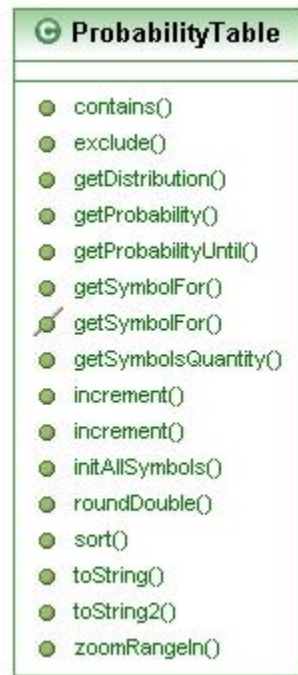 C ProbabilityTable
contains()
exclude()
getDistribution()
getProbability()
getProbabilityUntil()
getSymbolFor()
getSymbolFor()
getSymbolsQuantity()
increment()
increment()
initAllSymbols()
roundDouble()
sort()
toString()
toString2()
zoomRangeIn()